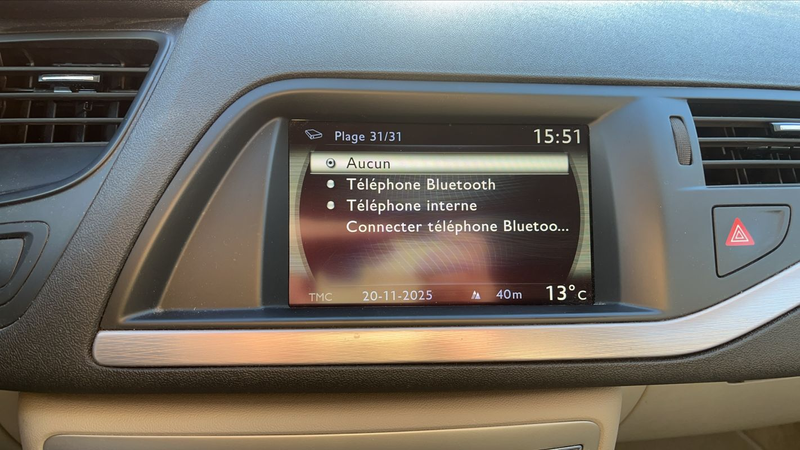 Plage 31/31
15:51
Aucun
Téléphone Bluetooth
Téléphone interne
Connecter téléphone Bluetoo...
TMC 20-11-2025 40m 13°C